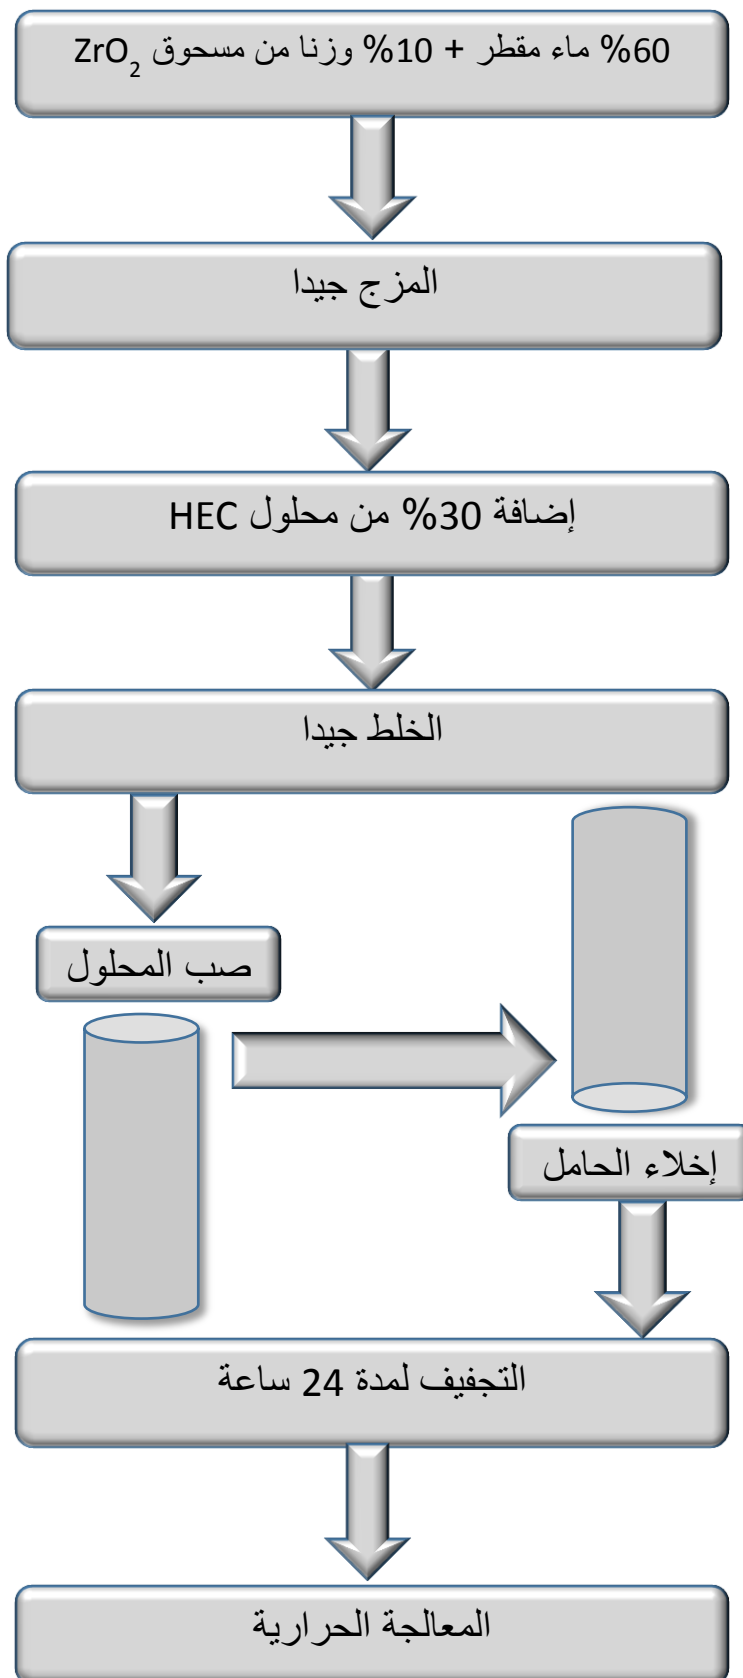 60% ماء مقطر + 10% وزنا من مسحوق ZrO₂
المزج جيدا
إضافة 30% من محلول HEC
الخلط جيدا
صب المحلول
إخلاء الحامل
التجفيف لمدة 24 ساعة
المعالجة الحرارية